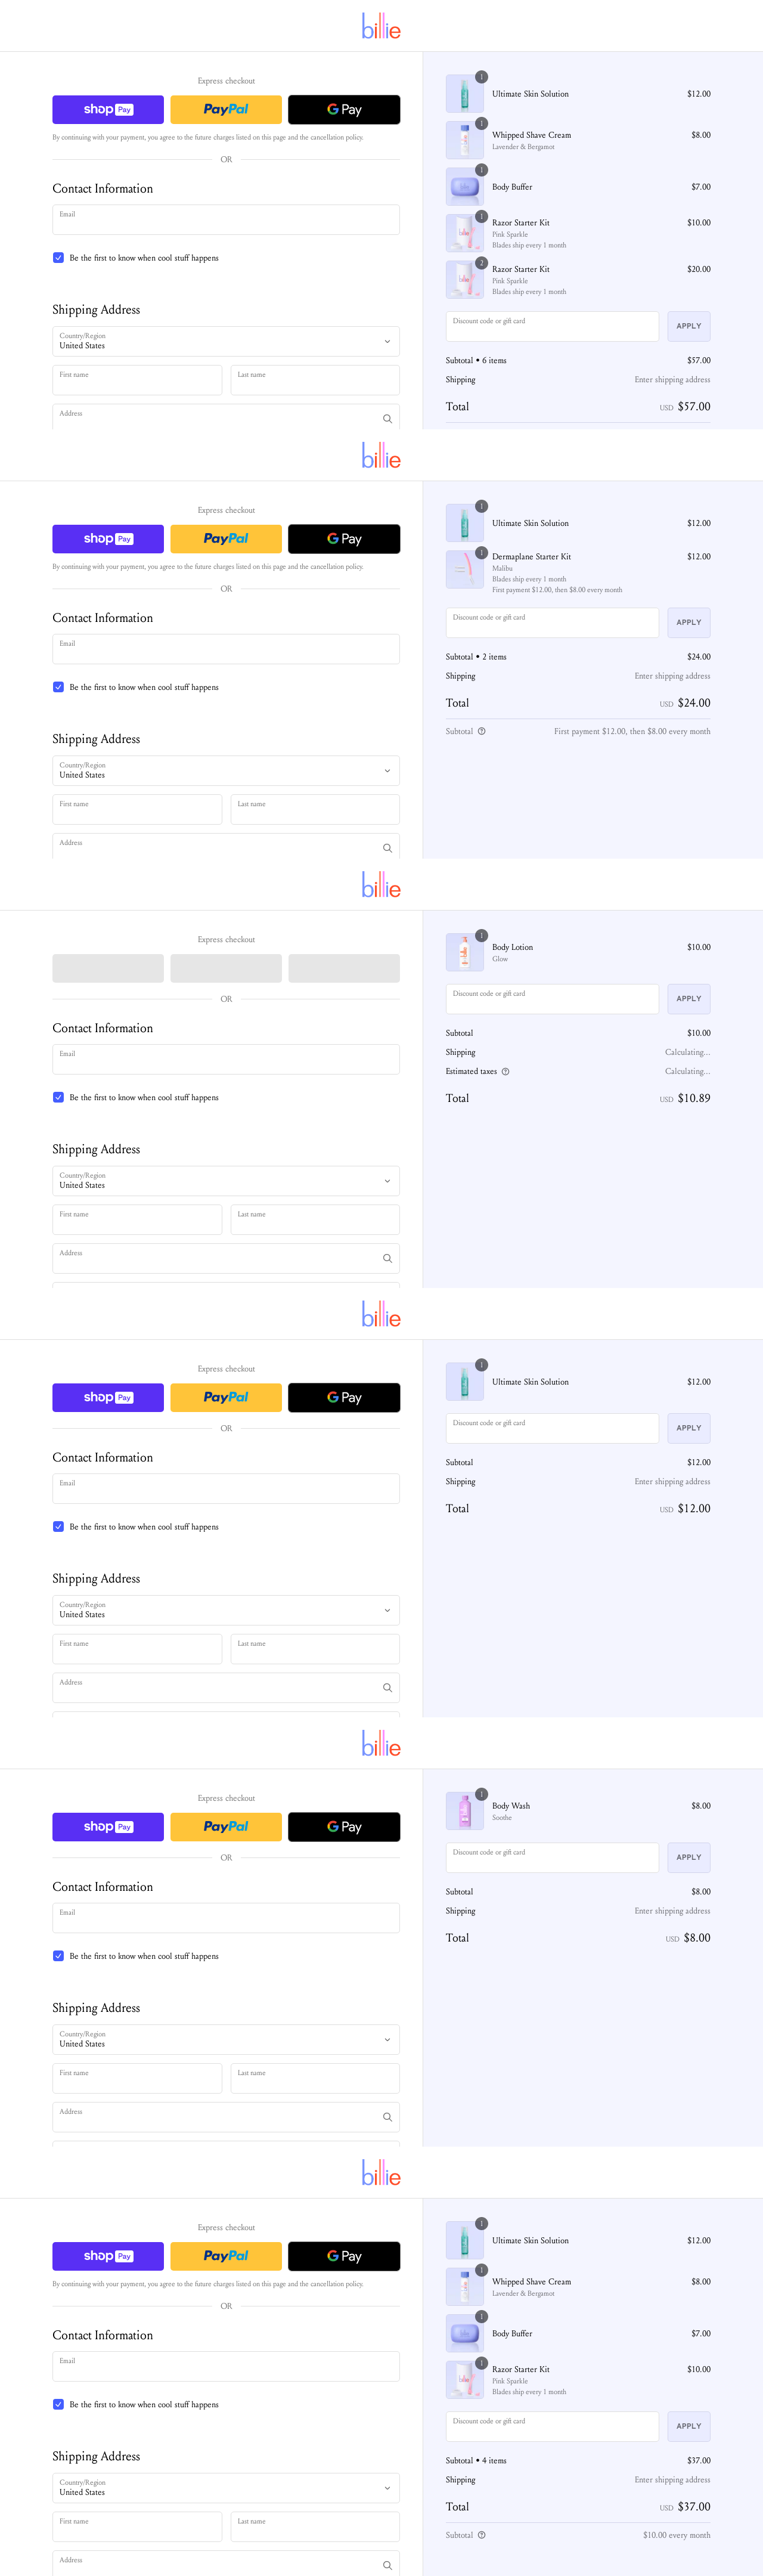 billie
Express checkout
shop Pay
PayPal
G Pay
By continuing with your payment, you agree to the future charges listed on this page and the cancellation policy.
OR
Contact Information
Email
Be the first to know when cool stuff happens
Shipping Address
Country/Region
United States
First name Last name
Address
1
Ultimate Skin Solution $12.00
1
Whipped Shave Cream $8.00
Lavender & Bergamot
1
Body Buffer $7.00
1
Razor Starter Kit $10.00
Pink Sparkle
Blades ship every 1 month
2
Razor Starter Kit $20.00
Pink Sparkle
Blades ship every 1 month
Discount code or gift card APPLY
Subtotal • 6 items $57.00
Shipping Enter shipping address
Total USD $57.00
billie
Express checkout
shop Pay
PayPal
G Pay
By continuing with your payment, you agree to the future charges listed on this page and the cancellation policy.
OR
Contact Information
Email
Be the first to know when cool stuff happens
Shipping Address
Country/Region
United States
First name Last name
Address
1
Ultimate Skin Solution $12.00
1
Dermaplane Starter Kit $12.00
Malibu
Blades ship every 1 month
First payment $12.00, then $8.00 every month
Discount code or gift card APPLY
Subtotal • 2 items $24.00
Shipping Enter shipping address
Total USD $24.00
Subtotal First payment $12.00, then $8.00 every month
billie
Express checkout
OR
Contact Information
Email
Be the first to know when cool stuff happens
Shipping Address
Country/Region
United States
First name Last name
Address
1
Body Lotion $10.00
Glow
Discount code or gift card APPLY
Subtotal $10.00
Shipping Calculating...
Estimated taxes Calculating...
Total USD $10.89
billie
Express checkout
shop Pay
PayPal
G Pay
OR
Contact Information
Email
Be the first to know when cool stuff happens
Shipping Address
Country/Region
United States
First name Last name
Address
1
Ultimate Skin Solution $12.00
Discount code or gift card APPLY
Subtotal $12.00
Shipping Enter shipping address
Total USD $12.00
billie
Express checkout
shop Pay
PayPal
G Pay
OR
Contact Information
Email
Be the first to know when cool stuff happens
Shipping Address
Country/Region
United States
First name Last name
Address
1
Body Wash $8.00
Soothe
Discount code or gift card APPLY
Subtotal $8.00
Shipping Enter shipping address
Total USD $8.00
billie
Express checkout
shop Pay
PayPal
G Pay
By continuing with your payment, you agree to the future charges listed on this page and the cancellation policy.
OR
Contact Information
Email
Be the first to know when cool stuff happens
Shipping Address
Country/Region
United States
First name Last name
Address
1
Ultimate Skin Solution $12.00
1
Whipped Shave Cream $8.00
Lavender & Bergamot
1
Body Buffer $7.00
1
Razor Starter Kit $10.00
Pink Sparkle
Blades ship every 1 month
Discount code or gift card APPLY
Subtotal • 4 items $37.00
Shipping Enter shipping address
Total USD $37.00
Subtotal $10.00 every month